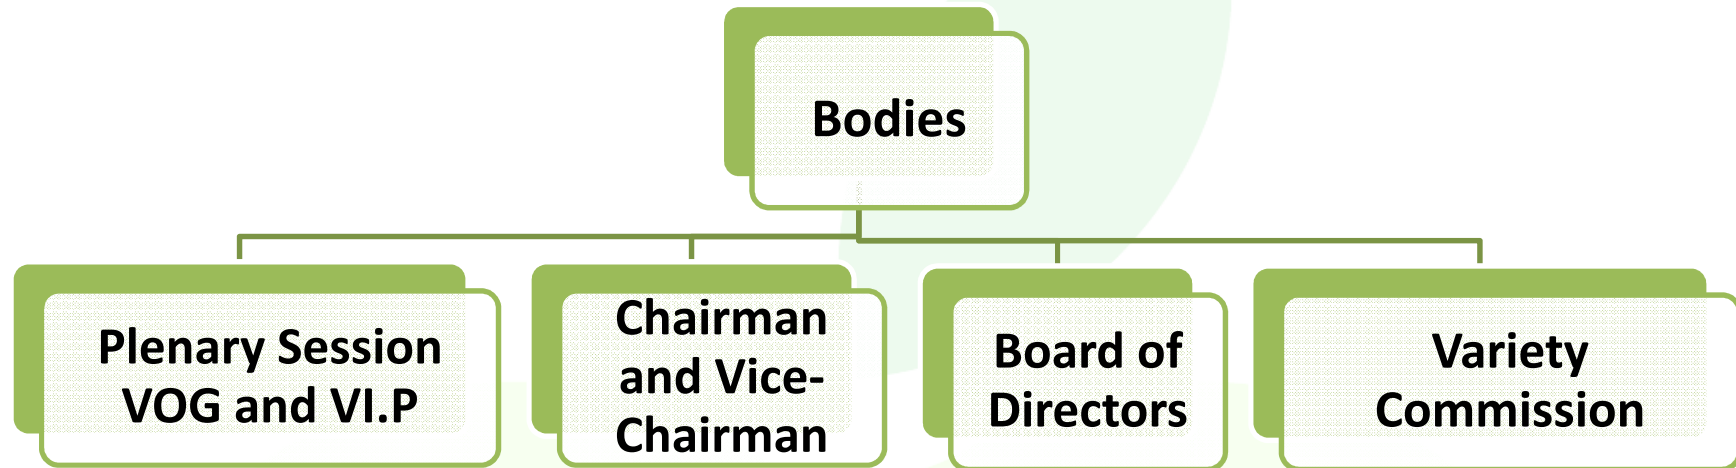 Bodies
Plenary Session
VOG and VI.P
Chairman
and Vice-
Chairman
Board of
Directors
Variety
Commission